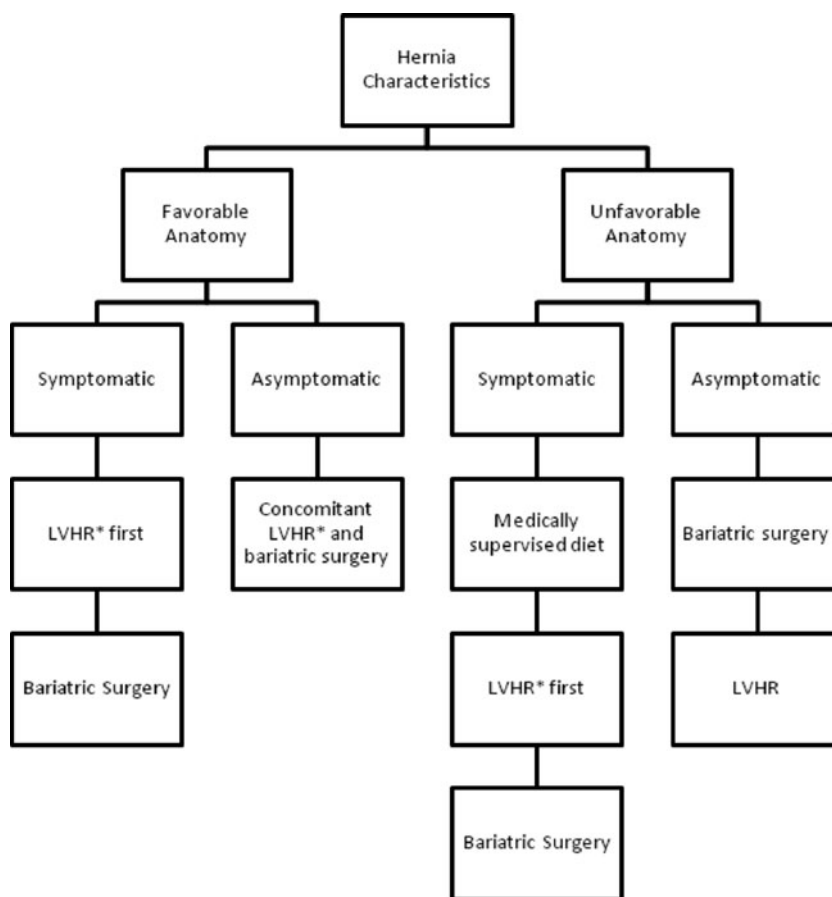 Hernia
Characteristics
Favorable
Anatomy
Unfavorable
Anatomy
Symptomatic
Asymptomatic
Symptomatic
Asymptomatic
LVHR* first
Concomitant
LVHR* and
bariatric surgery
Medically
supervised diet
Bariatric surgery
Bariatric Surgery
LVHR* first
LVHR
Bariatric Surgery